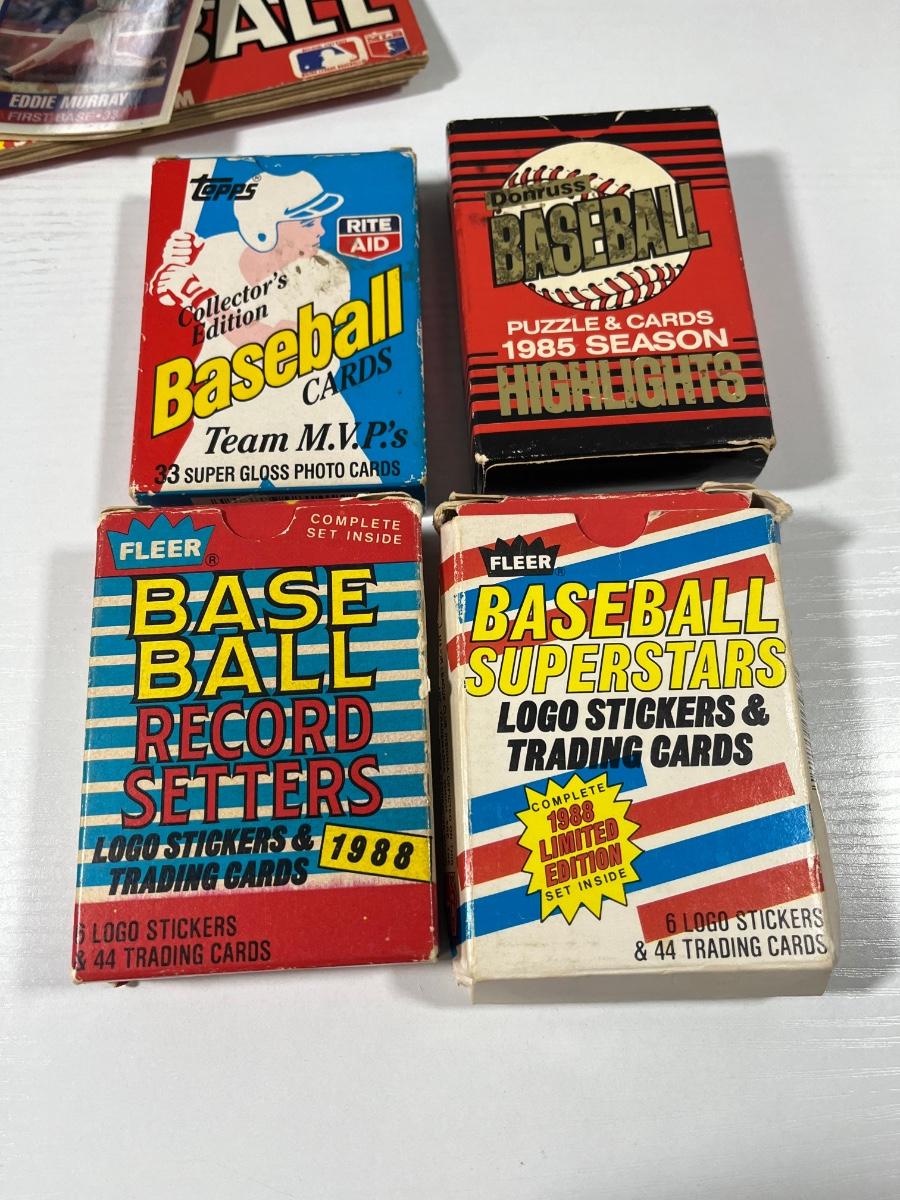 BALL
EDDIE MURRAY
FIRST BASE • 33
M
Topps®
RITE
AID
Collector's
Edition
Baseball
CARDS
Team M.V.P.'s
33 SUPER GLOSS PHOTO CARDS
Donruss
BASEBALL
PUZZLE & CARDS
1985 SEASON
HIGHLIGHTS
FLEER®
COMPLETE
SET INSIDE
BASE
BALL
RECORD
SETTERS
LOGO STICKERS &
TRADING CARDS
1988
6 LOGO STICKERS
& 44 TRADING CARDS
FLEER®
BASEBALL
SUPERSTARS
LOGO STICKERS &
TRADING CARDS
COMPLETE
1988
LIMITED
EDITION
SET INSIDE
6 LOGO STICKERS
& 44 TRADING CARDS